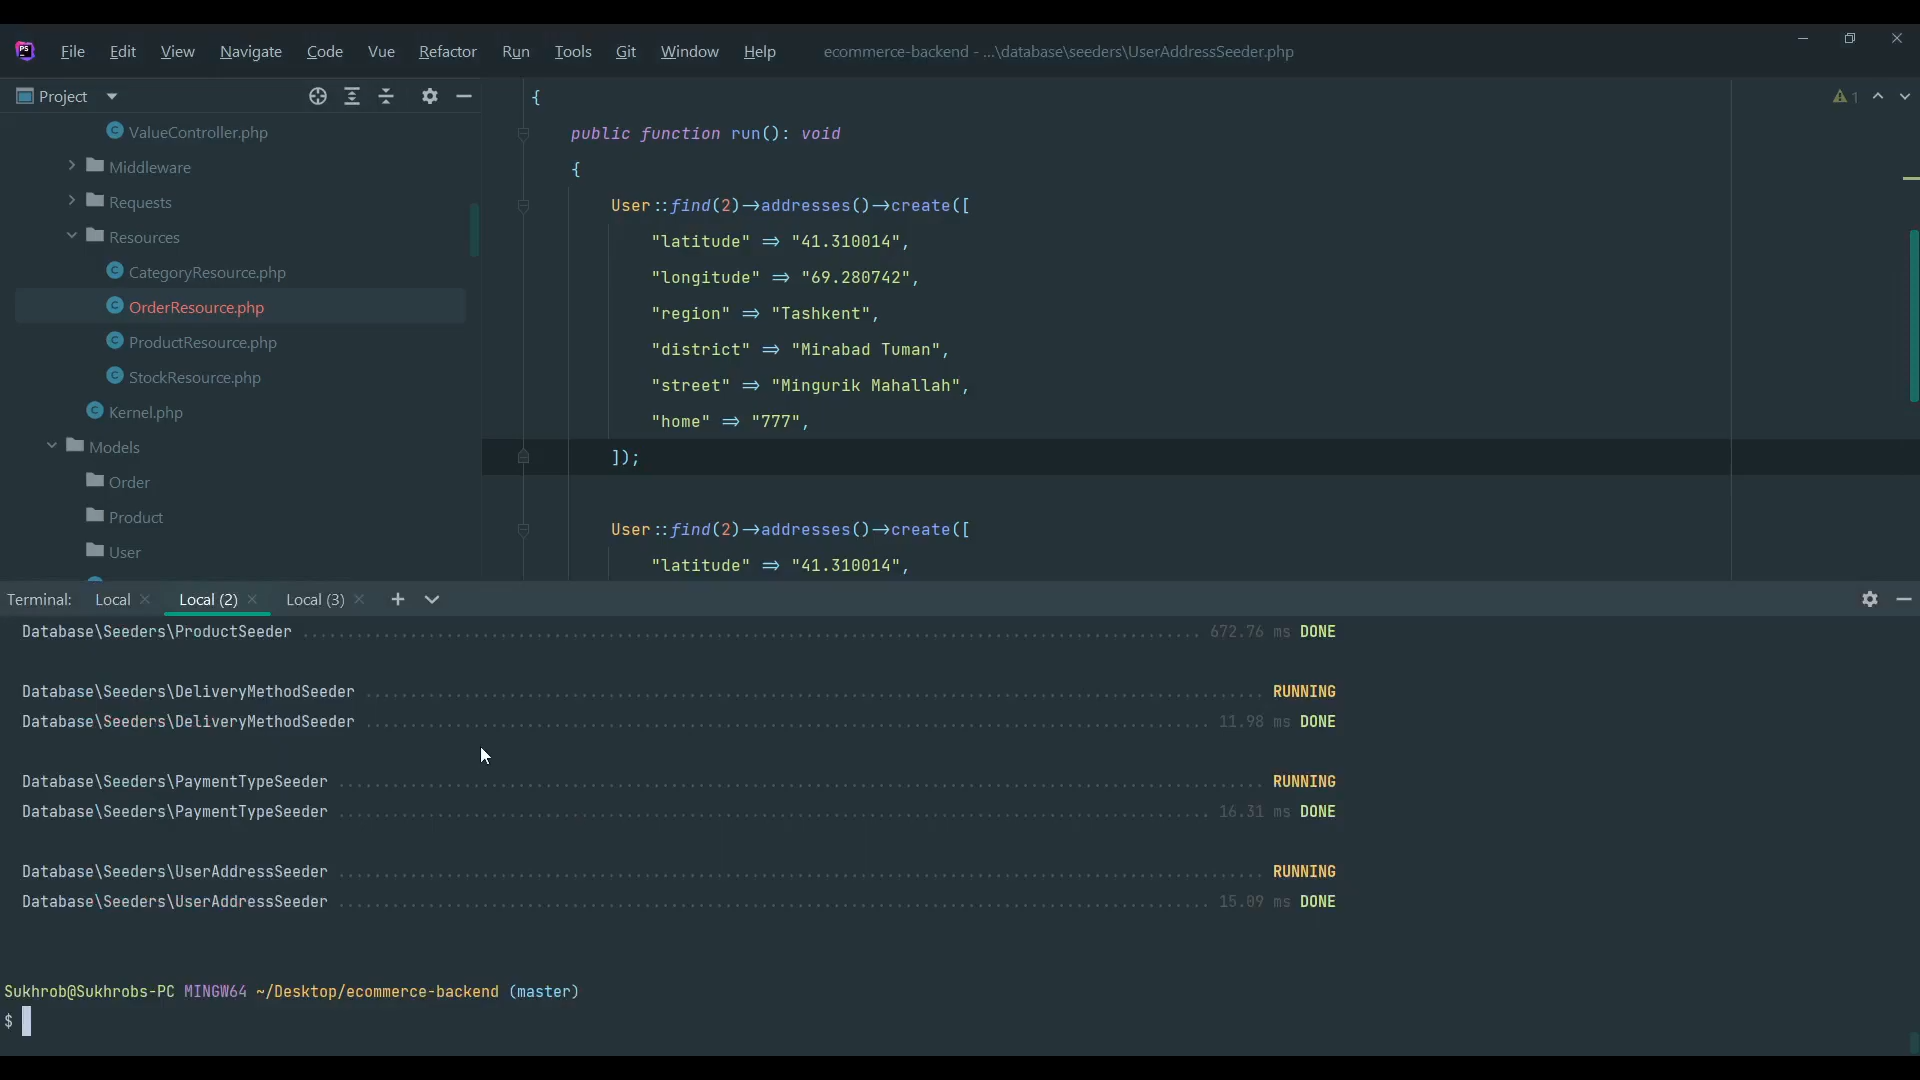 PS File Edit View Navigate Code Vue Refactor Run Tools Git Window Help ecommerce-backend - ...\database\seeders\UserAddressSeeder.php
Project
ValueController.php
Middleware
Requests
Resources
CategoryResource.php
OrderResource.php
ProductResource.php
StockResource.php
Kernel.php
Models
Order
Product
User
{
public function run(): void
{
User::find(2)->addresses()->create([
"latitude" => "41.310014",
"longitude" => "69.280742",
"region" => "Tashkent",
"district" => "Mirabad Tuman",
"street" => "Mingurik Mahallah",
"home" => "777",
]);
User::find(2)->addresses()->create([
"latitude" => "41.310014",
1
Terminal: Local Local (2) Local (3)
Database\Seeders\ProductSeeder 672.76 ms DONE
Database\Seeders\DeliveryMethodSeeder RUNNING
Database\Seeders\DeliveryMethodSeeder 11.98 ms DONE
Database\Seeders\PaymentTypeSeeder RUNNING
Database\Seeders\PaymentTypeSeeder 16.31 ms DONE
Database\Seeders\UserAddressSeeder RUNNING
Database\Seeders\UserAddressSeeder 15.09 ms DONE
Sukhrob@Sukhrobs-PC MINGW64 ~/Desktop/ecommerce-backend (master)
$